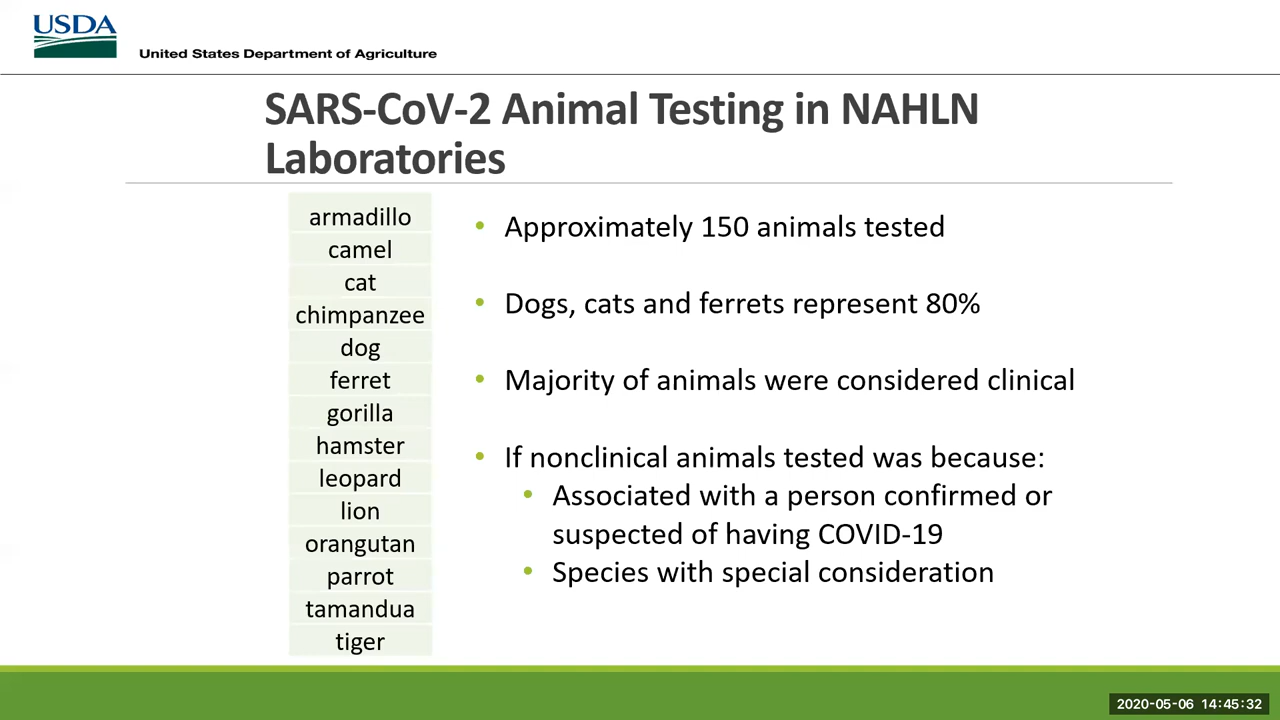 USDA
United States Department of Agriculture
SARS-CoV-2 Animal Testing in NAHLN
Laboratories
armadillo
camel
cat
chimpanzee
dog
ferret
gorilla
hamster
leopard
lion
orangutan
parrot
tamandua
tiger
• Approximately 150 animals tested
• Dogs, cats and ferrets represent 80%
• Majority of animals were considered clinical
• If nonclinical animals tested was because:
• Associated with a person confirmed or
suspected of having COVID-19
• Species with special consideration
2020-05-06 14:45:32